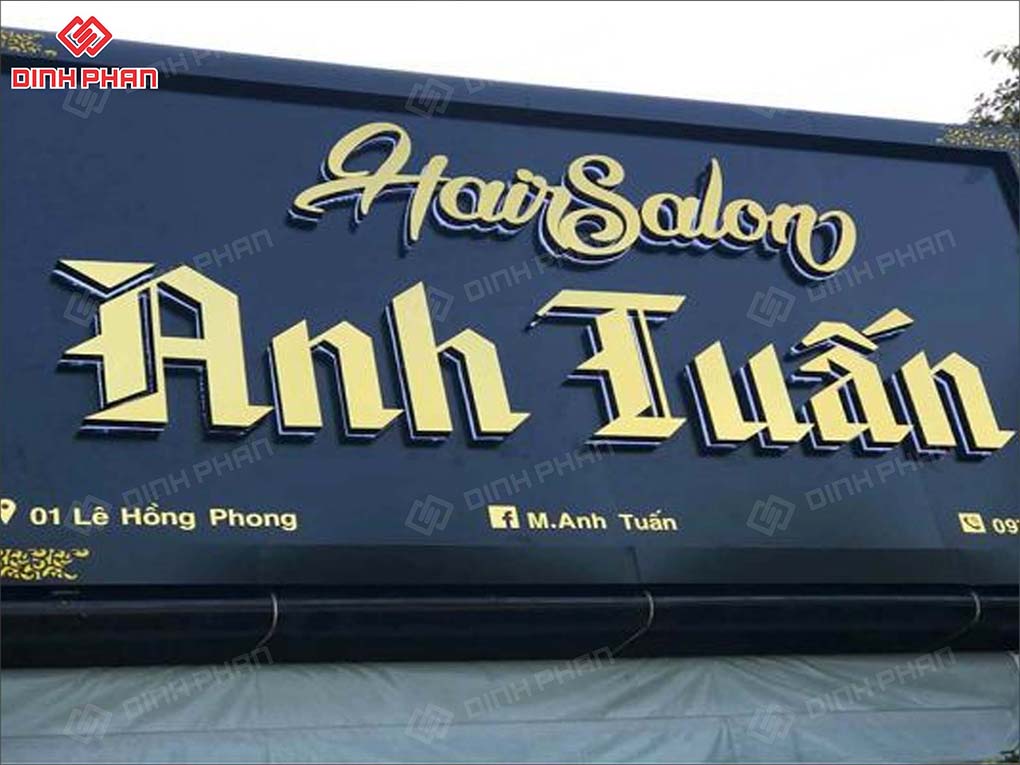 DINH PHAN
Hair Salon
Anh Tuấn
01 Lê Hồng Phong
M.Anh Tuấn